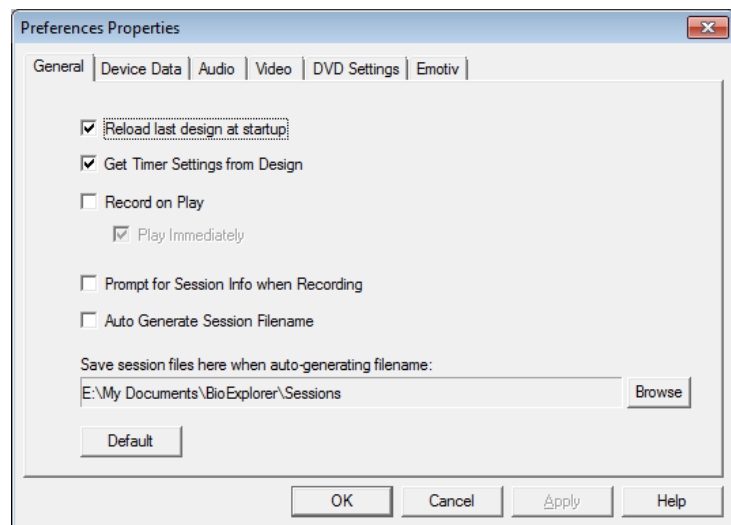 Preferences Properties
General Device Data Audio Video DVD Settings Emotiv
Reload last design at startup
Get Timer Settings from Design
Record on Play
Play Immediately
Prompt for Session Info when Recording
Auto Generate Session Filename
Save session files here when auto-generating filename:
E:\My Documents\BioExplorer\Sessions Browse
Default
OK Cancel Apply Help